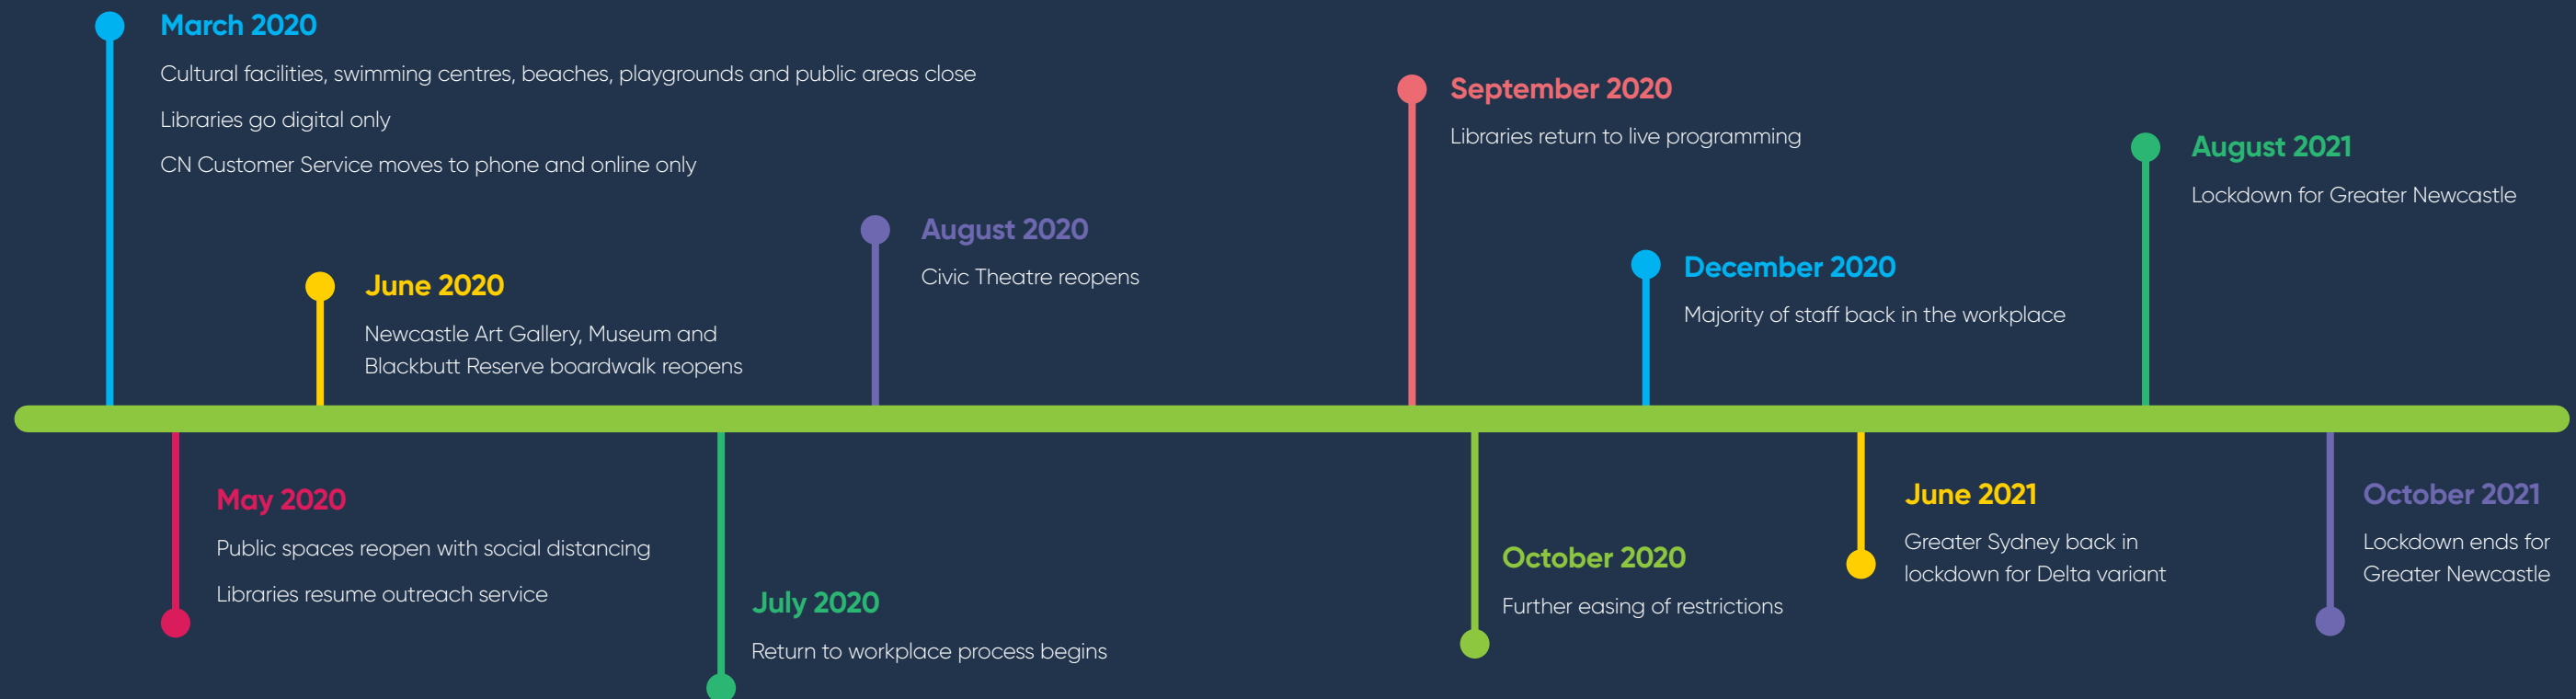 March 2020
Cultural facilities, swimming centres, beaches, playgrounds and public areas close
Libraries go digital only
CN Customer Service moves to phone and online only
May 2020
Public spaces reopen with social distancing
Libraries resume outreach service
June 2020
Newcastle Art Gallery, Museum and
Blackbutt Reserve boardwalk reopens
July 2020
Return to workplace process begins
August 2020
Civic Theatre reopens
September 2020
Libraries return to live programming
October 2020
Further easing of restrictions
December 2020
Majority of staff back in the workplace
June 2021
Greater Sydney back in
lockdown for Delta variant
August 2021
Lockdown for Greater Newcastle
October 2021
Lockdown ends for
Greater Newcastle